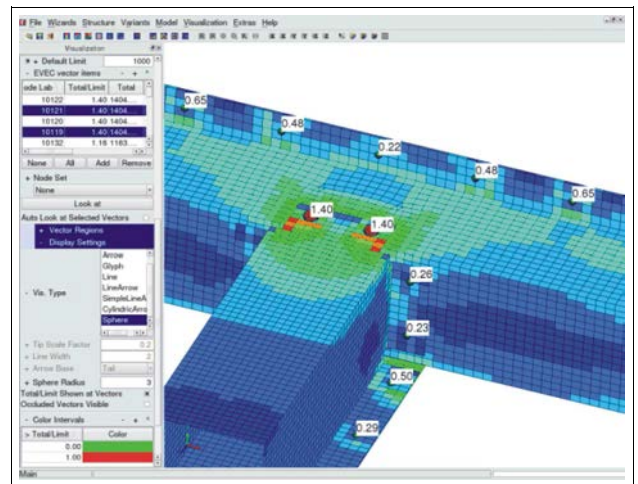 File Wizards Structure Variants Model Visualization Extras Help
Visualization
+ Default Limit 1000
- EVEC vector items - + *
ode Lab Total/Limit Total
10122 1.40 1404....
10121 1.40 1404....
10120 1.40 1404....
10119 1.40 1404....
10132 1.16 1163....
None All Add Remove
+ Node Set
None
Look at
Auto Look at Selected Vectors
+ Vector Regions
- Display Settings
Arrow
Glyph
Line
LineArrow
SimpleLineA
CylindricArro
Sphere
- Vis. Type
+ Tip Scale Factor 0.2
+ Line Width 2
+ Arrow Base Tail
+ Sphere Radius 3
Total/Limit Shown at Vectors
Occluded Vectors Visible
- Color Intervals - + *
> Total/Limit Color
0.00
1.00
Main
0.65
0.48
0.22
0.48
0.65
1.40
1.40
0.26
0.23
0.50
0.29